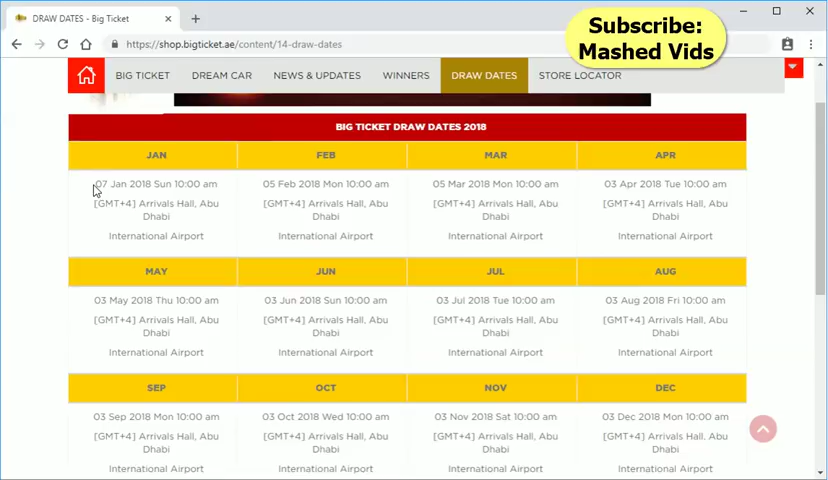 DRAW DATES - Big Ticket
Subscribe:
Mashed Vids
https://shop.bigticket.ae/content/14-draw-dates
BIG TICKET DREAM CAR NEWS & UPDATES WINNERS DRAW DATES STORE LOCATOR
BIG TICKET DRAW DATES 2018
JAN FEB MAR APR
07 Jan 2018 Sun 10:00 am 05 Feb 2018 Mon 10:00 am 05 Mar 2018 Mon 10:00 am 03 Apr 2018 Tue 10:00 am
[GMT+4] Arrivals Hall, Abu [GMT+4] Arrivals Hall, Abu [GMT+4] Arrivals Hall, Abu [GMT+4] Arrivals Hall, Abu
Dhabi Dhabi Dhabi Dhabi
International Airport International Airport International Airport International Airport
MAY JUN JUL AUG
03 May 2018 Thu 10:00 am 03 Jun 2018 Sun 10:00 am 03 Jul 2018 Tue 10:00 am 03 Aug 2018 Fri 10:00 am
[GMT+4] Arrivals Hall, Abu [GMT+4] Arrivals Hall, Abu [GMT+4] Arrivals Hall, Abu [GMT+4] Arrivals Hall, Abu
Dhabi Dhabi Dhabi Dhabi
International Airport International Airport International Airport International Airport
SEP OCT NOV DEC
03 Sep 2018 Mon 10:00 am 03 Oct 2018 Wed 10:00 am 03 Nov 2018 Sat 10:00 am 03 Dec 2018 Mon 10:00 am
[GMT+4] Arrivals Hall, Abu [GMT+4] Arrivals Hall, Abu [GMT+4] Arrivals Hall, Abu [GMT+4] Arrivals Hall, Abu
Dhabi Dhabi Dhabi Dhabi
International Airport International Airport International Airport International Airport